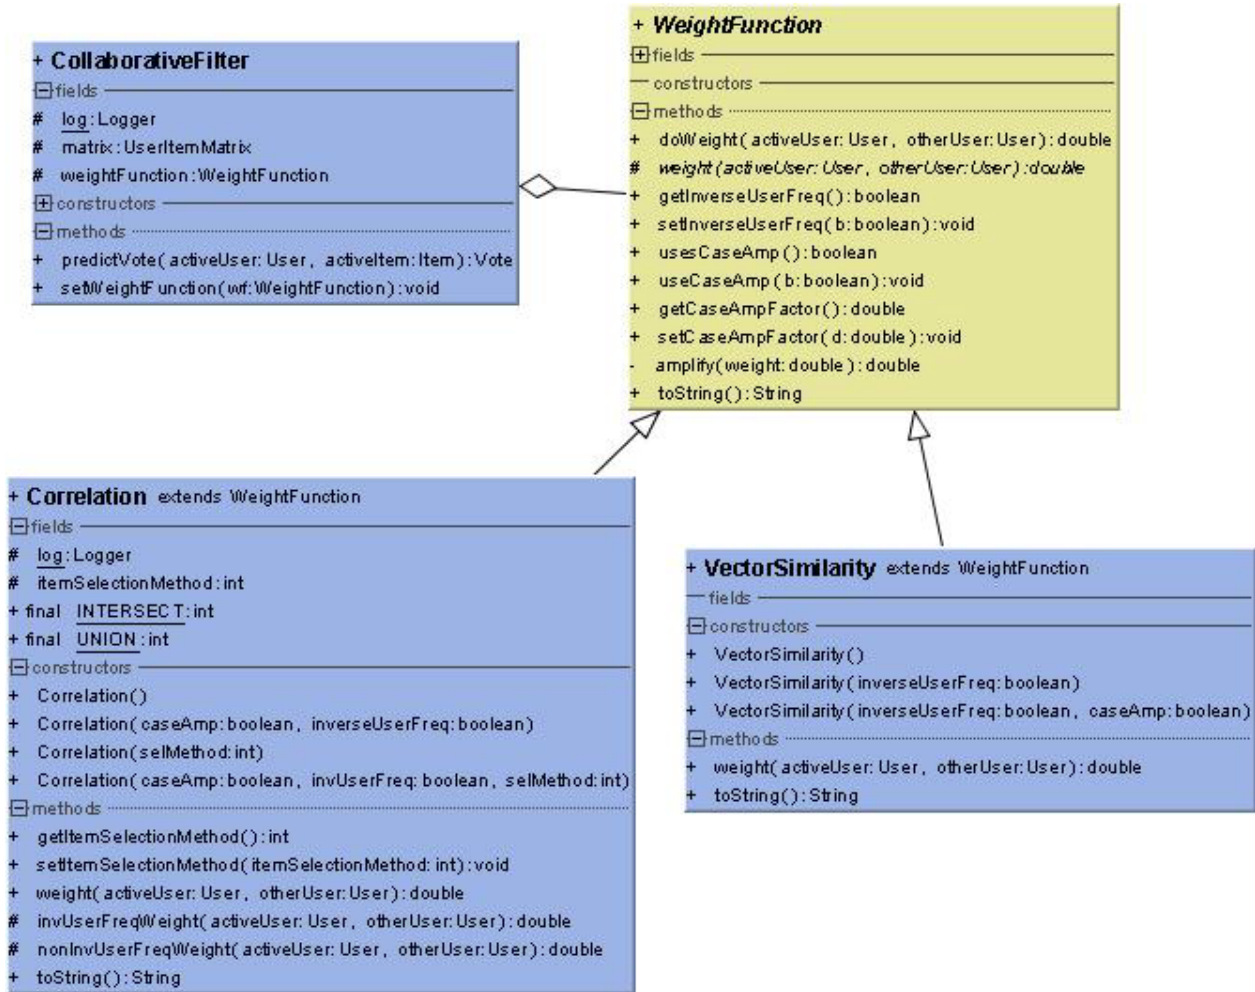 + CollaborativeFilter
fields
# log:Logger
# matrix:UserItemMatrix
# weightFunction:WeightFunction
constructors
methods
+ predictVote(activeUser:User, activeItem:Item):Vote
+ setWeightFunction(wf:WeightFunction):void
+ WeightFunction
fields
constructors
methods
+ doWeight(activeUser:User, otherUser:User):double
# weight(activeUser:User, otherUser:User):double
+ getInverseUserFreq():boolean
+ setInverseUserFreq(b:boolean):void
+ usesCaseAmp():boolean
+ useCaseAmp(b:boolean):void
+ getCaseAmpFactor():double
+ setCaseAmpFactor(d:double):void
- amplify(weight:double):double
+ toString():String
+ Correlation extends WeightFunction
fields
# log:Logger
# itemSelectionMethod:int
+ final INTERSECT:int
+ final UNION:int
constructors
+ Correlation()
+ Correlation(caseAmp:boolean, inverseUserFreq:boolean)
+ Correlation(selMethod:int)
+ Correlation(caseAmp:boolean, invUserFreq:boolean, selMethod:int)
methods
+ getItemSelectionMethod():int
+ setItemSelectionMethod(itemSelectionMethod:int):void
+ weight(activeUser:User, otherUser:User):double
# invUserFreqWeight(activeUser:User, otherUser:User):double
# nonInvUserFreqWeight(activeUser:User, otherUser:User):double
+ toString():String
+ VectorSimilarity extends WeightFunction
fields
constructors
+ VectorSimilarity()
+ VectorSimilarity(inverseUserFreq:boolean)
+ VectorSimilarity(inverseUserFreq:boolean, caseAmp:boolean)
methods
+ weight(activeUser:User, otherUser:User):double
+ toString():String